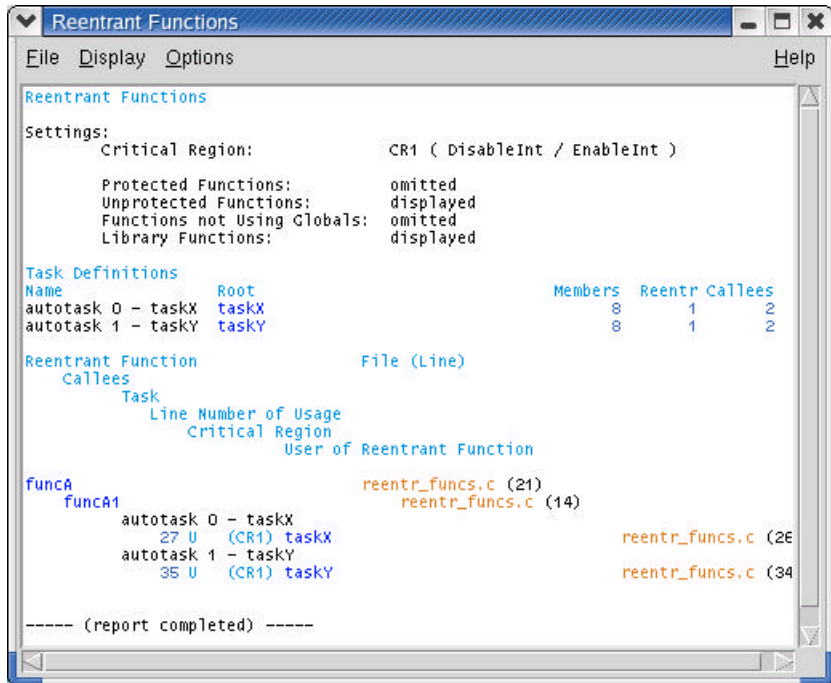 Reentrant Functions
File Display Options Help
Reentrant Functions
Settings:
Critical Region: CR1 ( DisableInt / EnableInt )
Protected Functions: omitted
Unprotected Functions: displayed
Functions not Using Globals: omitted
Library Functions: displayed
Task Definitions
Name Root Members Reentr Callees
autotask 0 - taskX taskX 8 1 2
autotask 1 - taskY taskY 8 1 2
Reentrant Function File (Line)
Callees
Task
Line Number of Usage
Critical Region
User of Reentrant Function
funcA reentr_funcs.c (21)
funcA1 reentr_funcs.c (14)
autotask 0 - taskX
27 U (CR1) taskX reentr_funcs.c (26
autotask 1 - taskY
35 U (CR1) taskY reentr_funcs.c (34
----- (report completed) -----